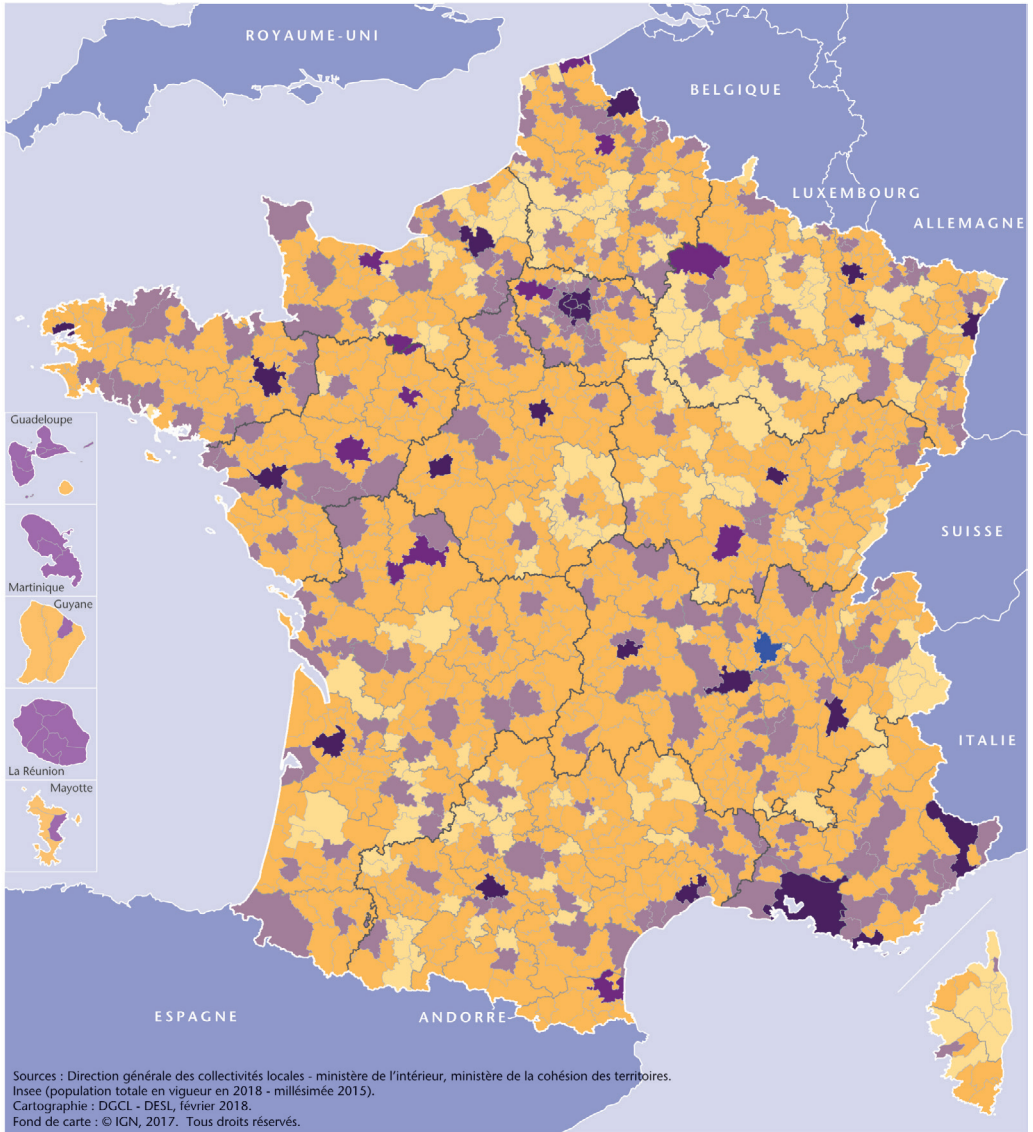 ROYAUME-UNI
BELGIQUE
LUXEMBOURG
ALLEMAGNE
Guadeloupe
SUISSE
Martinique
Guyane
ITALIE
La Réunion
Mayotte
ESPAGNE
ANDORRE
Sources : Direction générale des collectivités locales - ministère de l'intérieur, ministère de la cohésion des territoires.
Insee (population totale en vigueur en 2018 - millésimée 2015).
Cartographie : DGCL - DESL, février 2018.
Fond de carte : © IGN, 2017. Tous droits réservés.